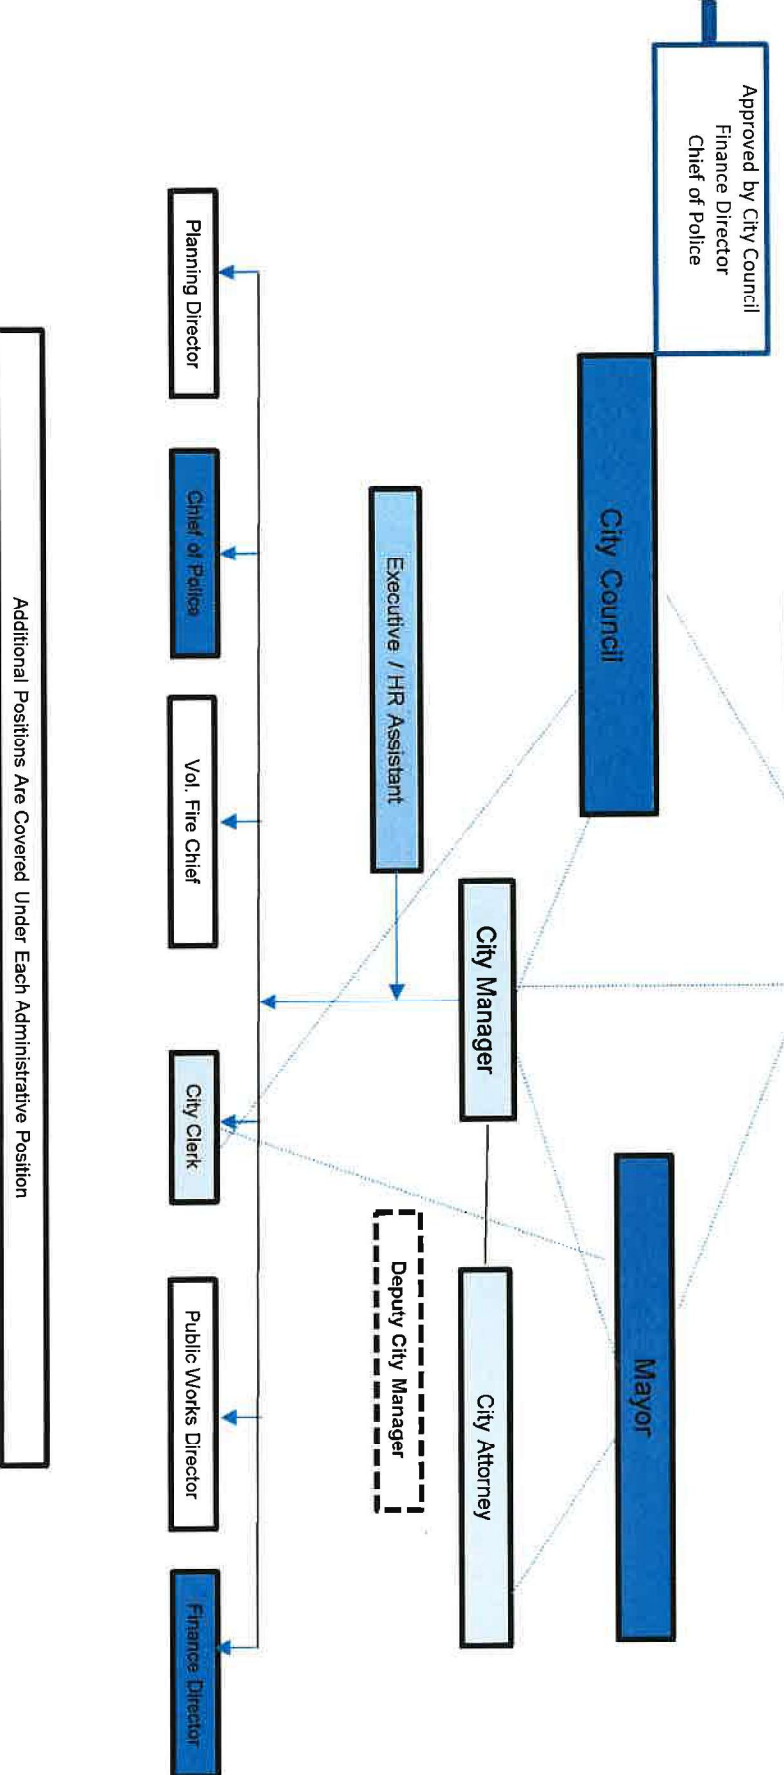 Approved by City Council
Finance Director
Chief of Police
City Council
Mayor
City Manager
City Attorney
Executive / HR Assistant
Deputy City Manager
Planning Director
Chief of Police
Vol. Fire Chief
City Clerk
Public Works Director
Finance Director
Additional Positions Are Covered Under Each Administrative Position